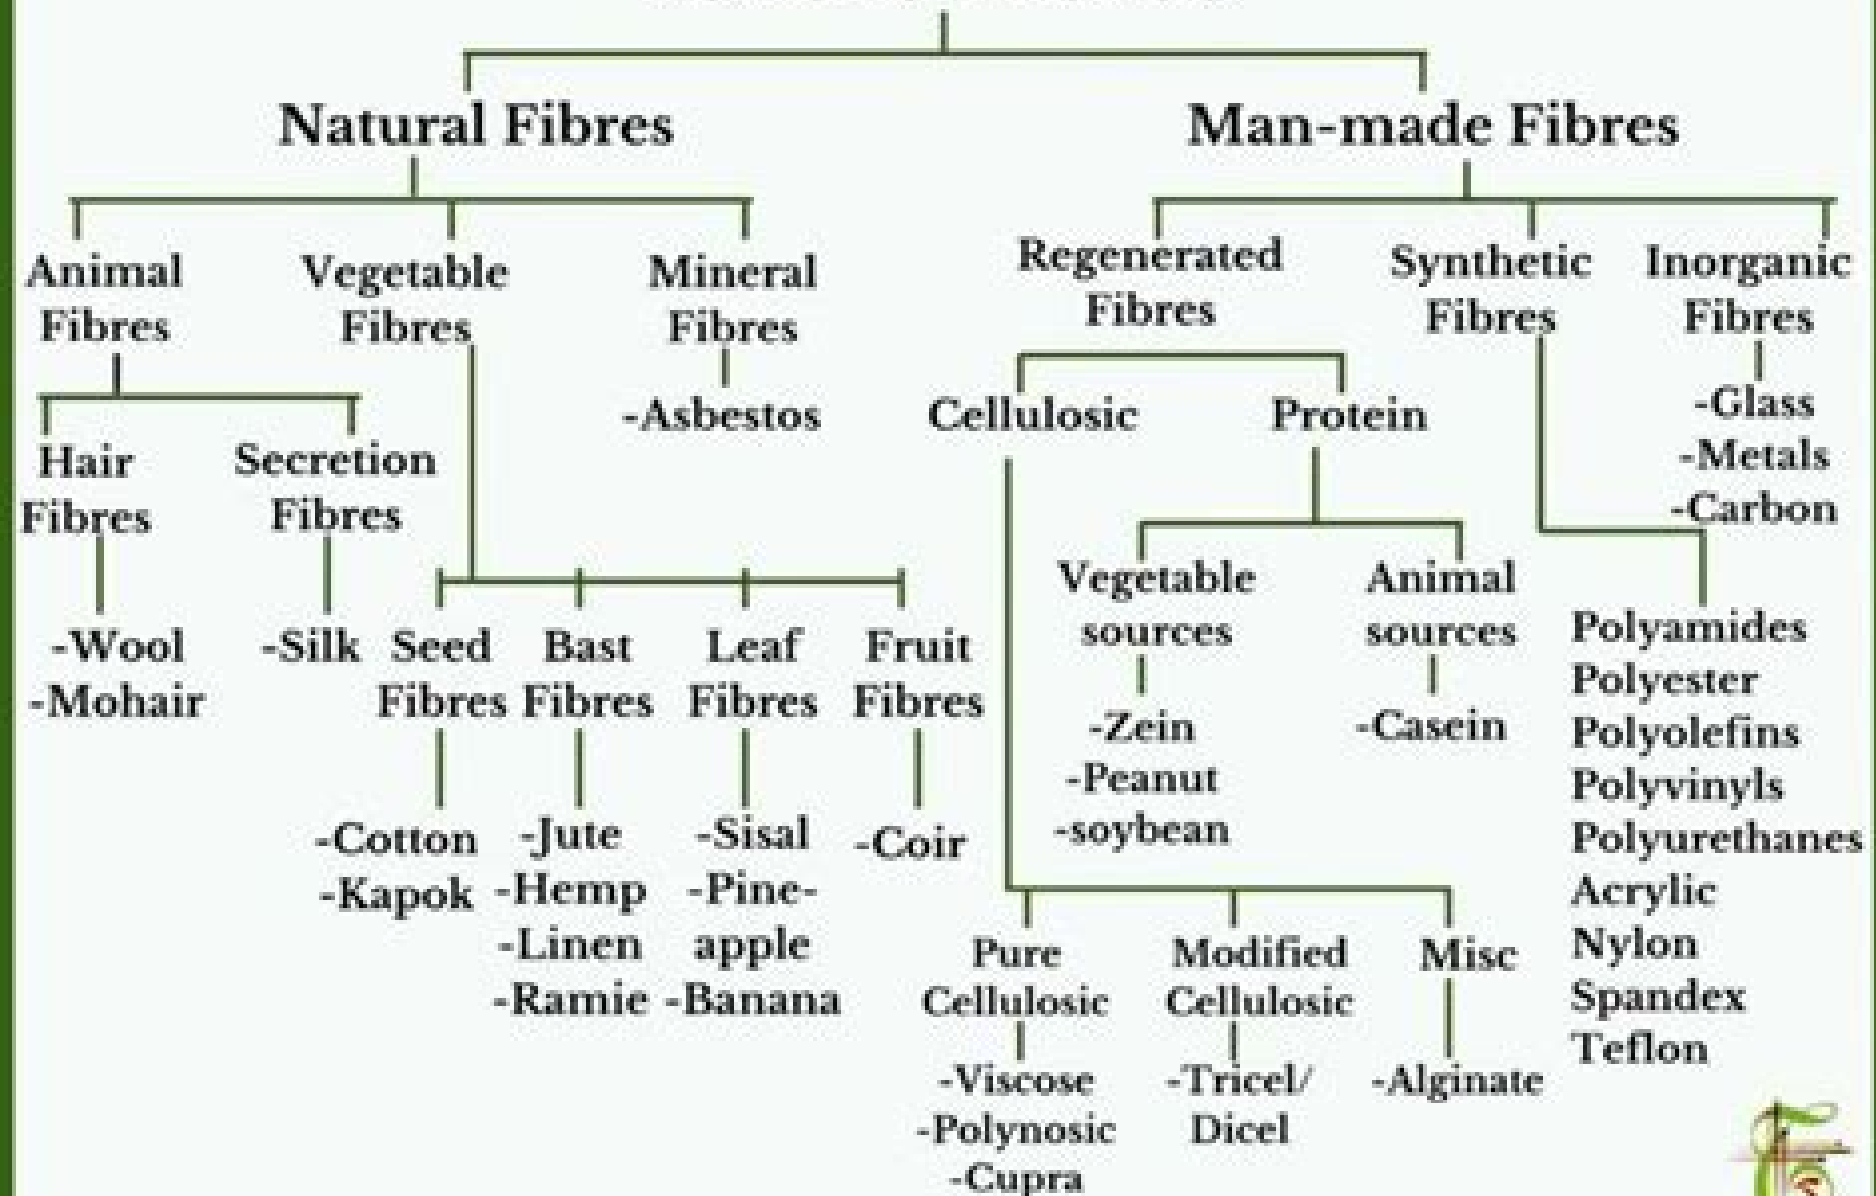 Natural Fibres
Man-made Fibres
Animal
Fibres
Vegetable
Fibres
Mineral
Fibres
Regenerated
Fibres
Synthetic
Fibres
Inorganic
Fibres
-Asbestos
Cellulosic
Protein
-Glass
-Metals
-Carbon
Hair
Fibres
Secretion
Fibres
Vegetable
sources
Animal
sources
-Wool
-Mohair
-Silk
Seed
Fibres
Bast
Fibres
Leaf
Fibres
Fruit
Fibres
-Zein
-Peanut
-soybean
-Casein
Polyamides
Polyester
Polyolefins
Polyvinyls
Polyurethanes
Acrylic
Nylon
Spandex
Teflon
-Cotton
-Kapok
-Jute
-Hemp
-Linen
-Ramie
-Sisal
-Pine-
apple
-Banana
-Coir
Pure
Cellulosic
Modified
Cellulosic
Misc
-Viscose
-Polynosic
-Cupra
-Tricel/
Dicel
-Alginate